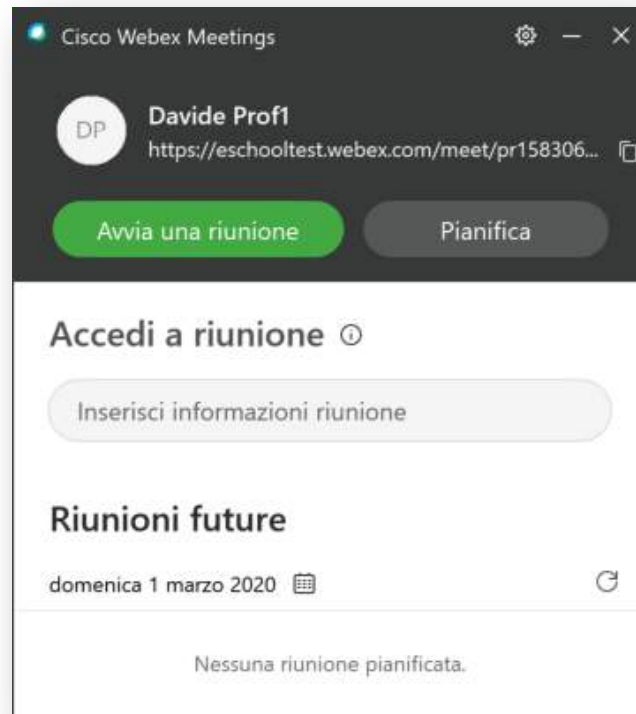 Cisco Webex Meetings
DP
Davide Prof1
https://eschooltest.webex.com/meet/pr158306...
Avvia una riunione
Pianifica
Accedi a riunione
Inserisci informazioni riunione
Riunioni future
domenica 1 marzo 2020
Nessuna riunione pianificata.